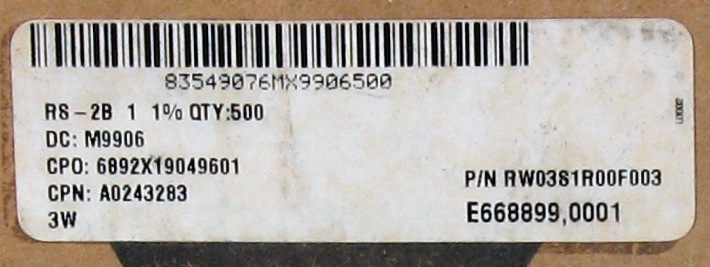 83549076MX9906500
RS-2B 1 1% QTY:500
DC: M9906
CPO: 6892X19049601
CPN: A0243283
3W
P/N RW03S1R00F003
E668899,0001